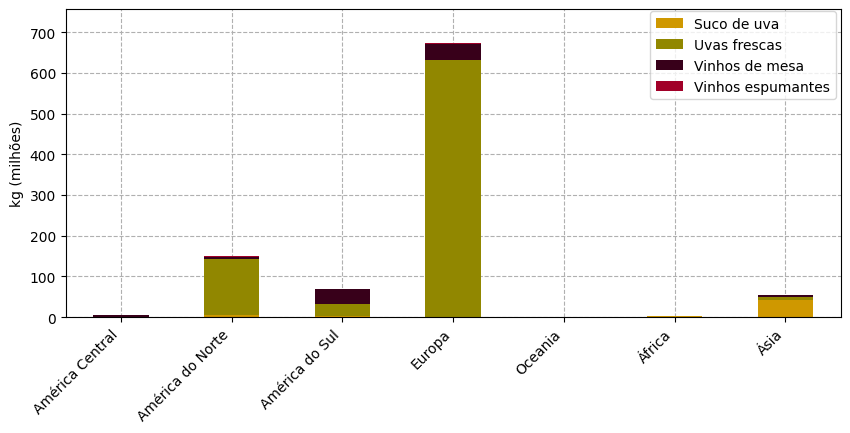 700
600
500
400
300
200
100
0
kg (milhões)
Suco de uva
Uvas frescas
Vinhos de mesa
Vinhos espumantes
América Central
América do Norte
América do Sul
Europa
Oceania
África
Ásia